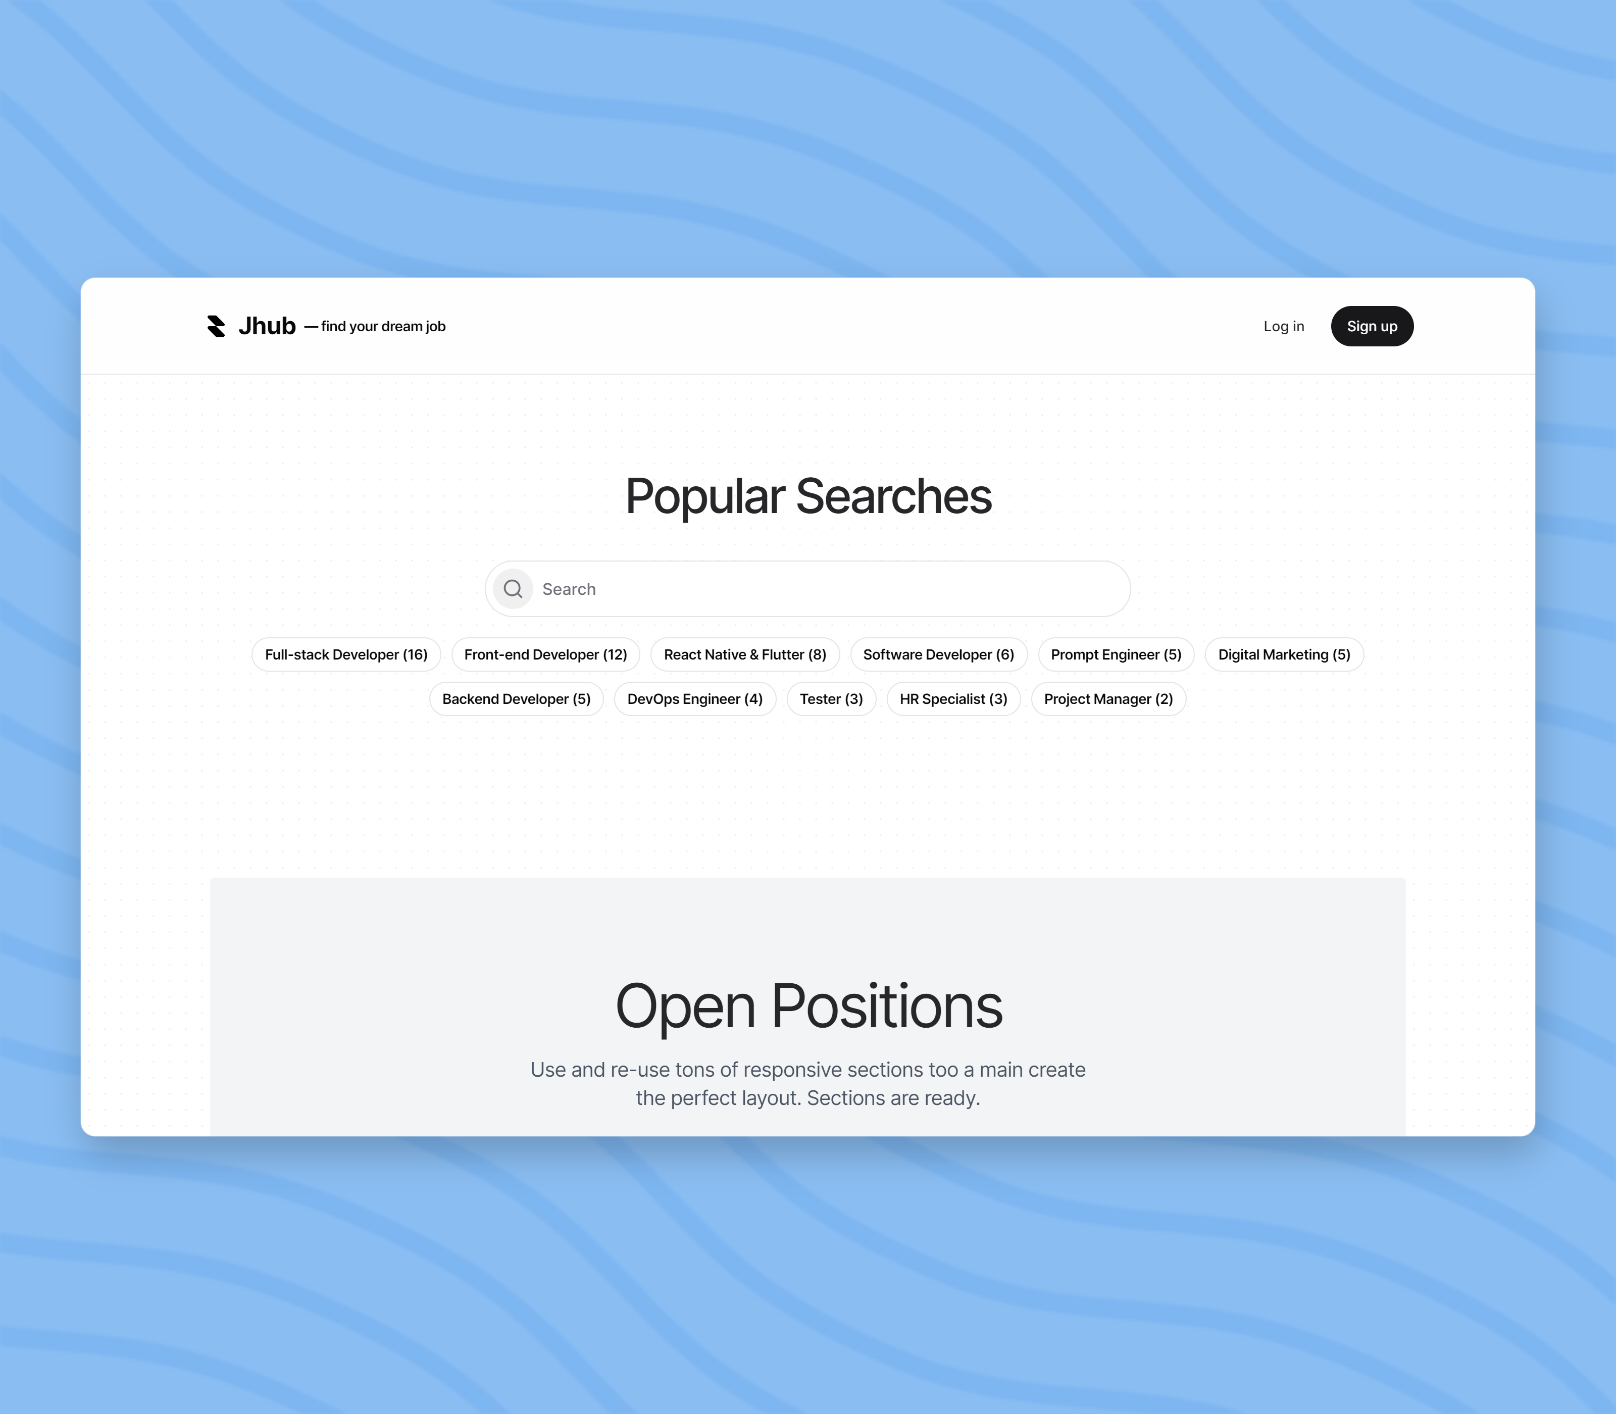 Jhub — find your dream job
Log in
Sign up
Popular Searches
Search
Full-stack Developer (16)
Front-end Developer (12)
React Native & Flutter (8)
Software Developer (6)
Prompt Engineer (5)
Digital Marketing (5)
Backend Developer (5)
DevOps Engineer (4)
Tester (3)
HR Specialist (3)
Project Manager (2)
Open Positions
Use and re-use tons of responsive sections too a main create
the perfect layout. Sections are ready.